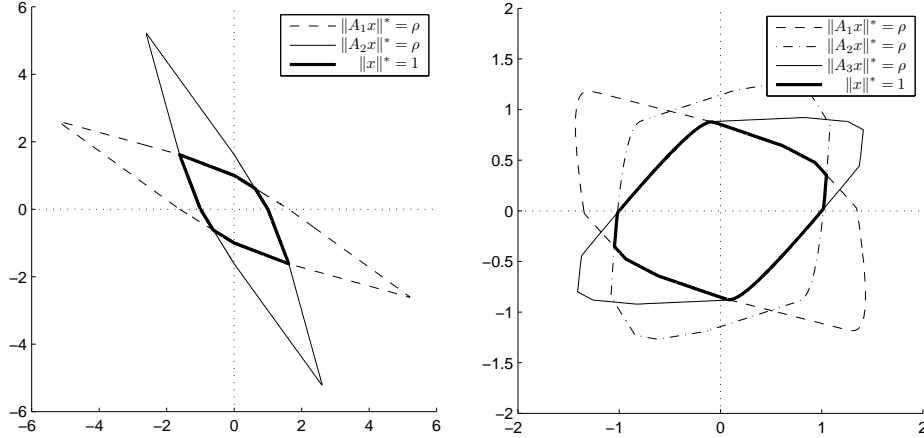 6
4
2
0
−2
−4
−6
−6 −4 −2 0 2 4 6
‖A₁x‖* = ρ
‖A₂x‖* = ρ
‖x‖* = 1
2
1.5
1
0.5
0
−0.5
−1
−1.5
−2
−2 −1 0 1 2
‖A₁x‖* = ρ
‖A₂x‖* = ρ
‖A₃x‖* = ρ
‖x‖* = 1